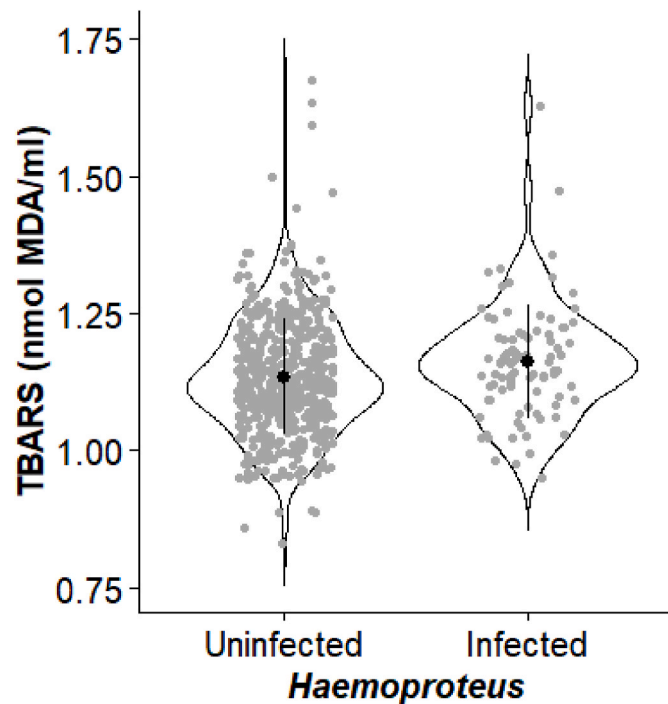 TBARS (nmol MDA/ml)
1.75
1.50
1.25
1.00
0.75
Uninfected Infected
Haemoproteus